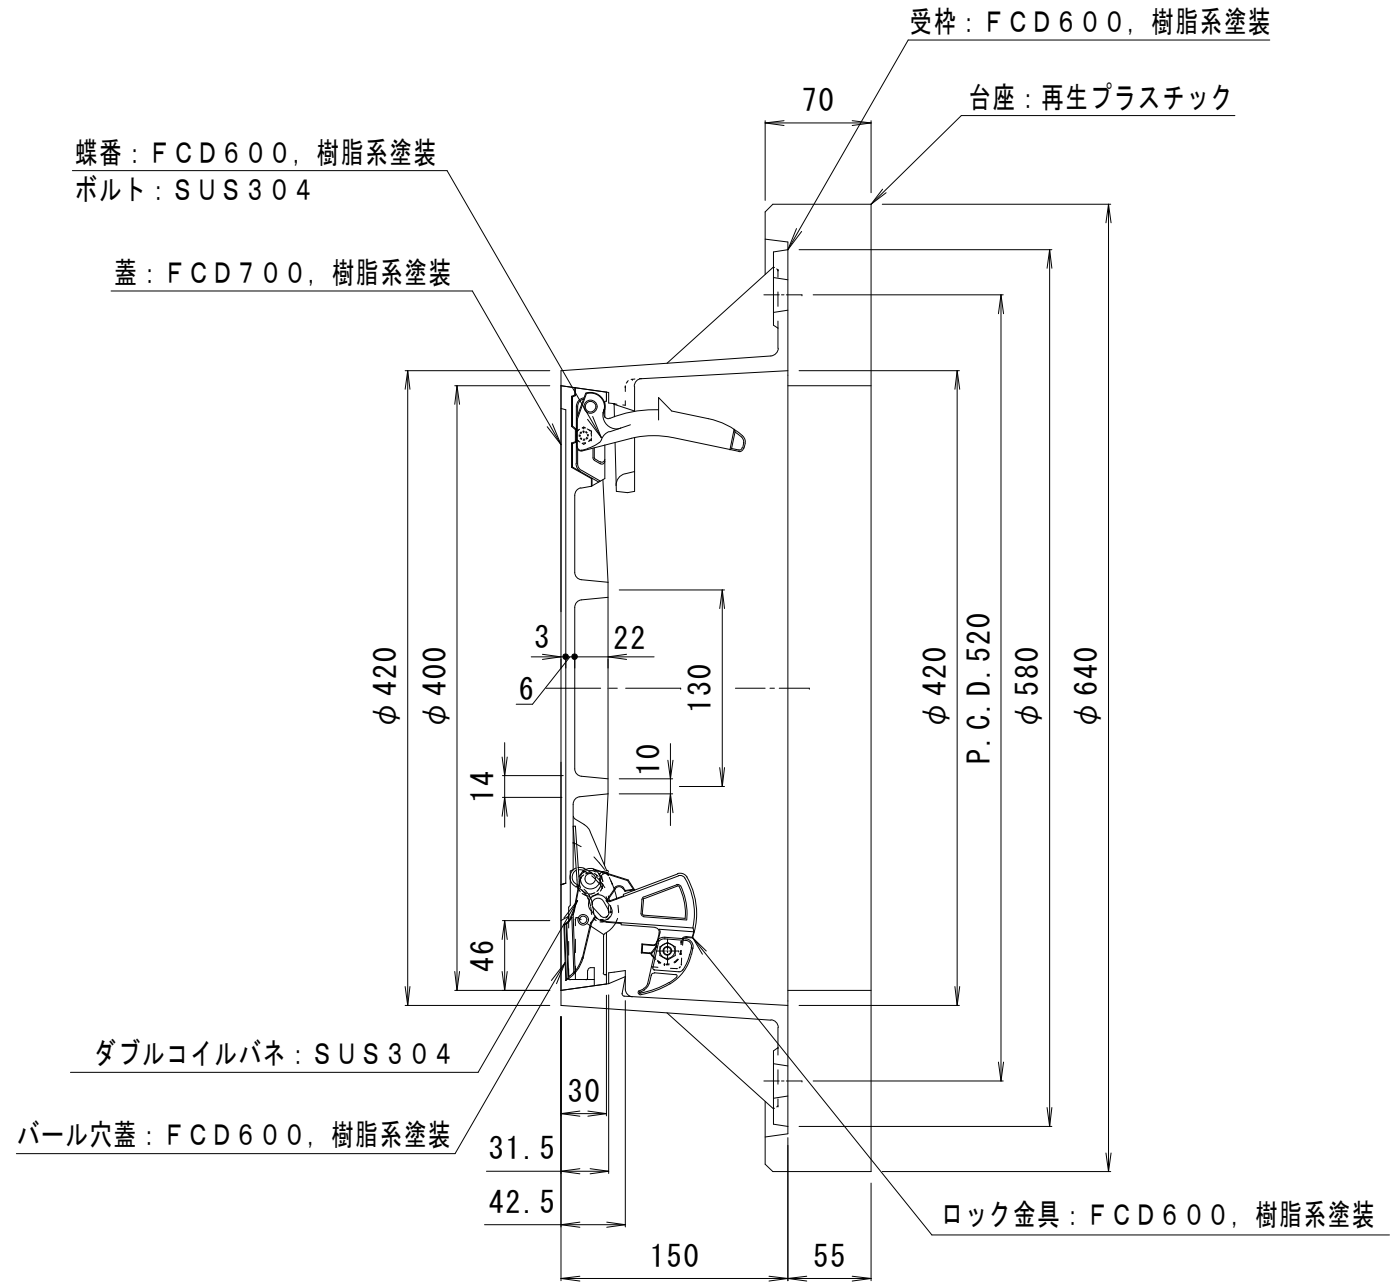 受枠：ＦＣＤ６００，樹脂系塗装
70
台座：再生プラスチック
蝶番：ＦＣＤ６００，樹脂系塗装
ボルト：ＳＵＳ３０４
蓋：ＦＣＤ７００，樹脂系塗装
3
22
6
φ420
φ400
130
φ420
P.C.D.520
φ580
φ640
14
10
46
ダブルコイルバネ：ＳＵＳ３０４
30
バール穴蓋：ＦＣＤ６００，樹脂系塗装
31.5
42.5
ロック金具：ＦＣＤ６００，樹脂系塗装
150
55